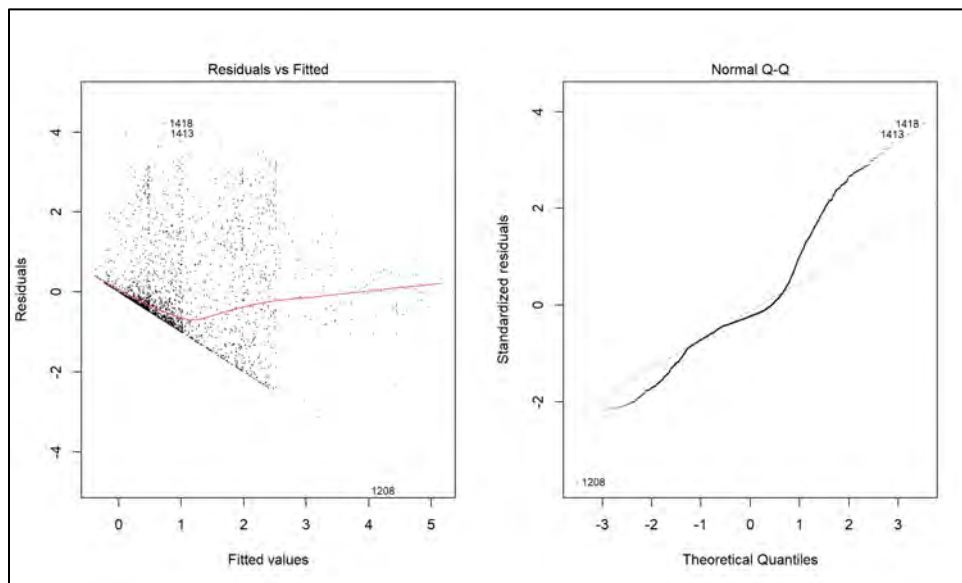 Residuals vs Fitted
1418
1413
1208
4
2
0
-2
-4
0 1 2 3 4 5
Residuals
Fitted values
Normal Q-Q
1418
1413
1208
4
2
0
-2
-3 -2 -1 0 1 2 3
Standardized residuals
Theoretical Quantiles